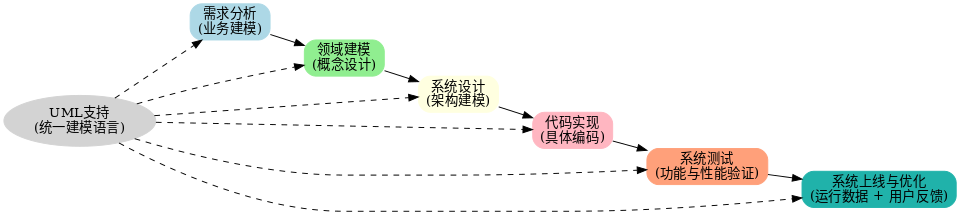 需求分析
(业务建模)
领域建模
(概念设计)
系统设计
(架构建模)
UML支持
(统一建模语言)
代码实现
(具体编码)
系统测试
(功能与性能验证)
系统上线与优化
(运行数据 + 用户反馈)